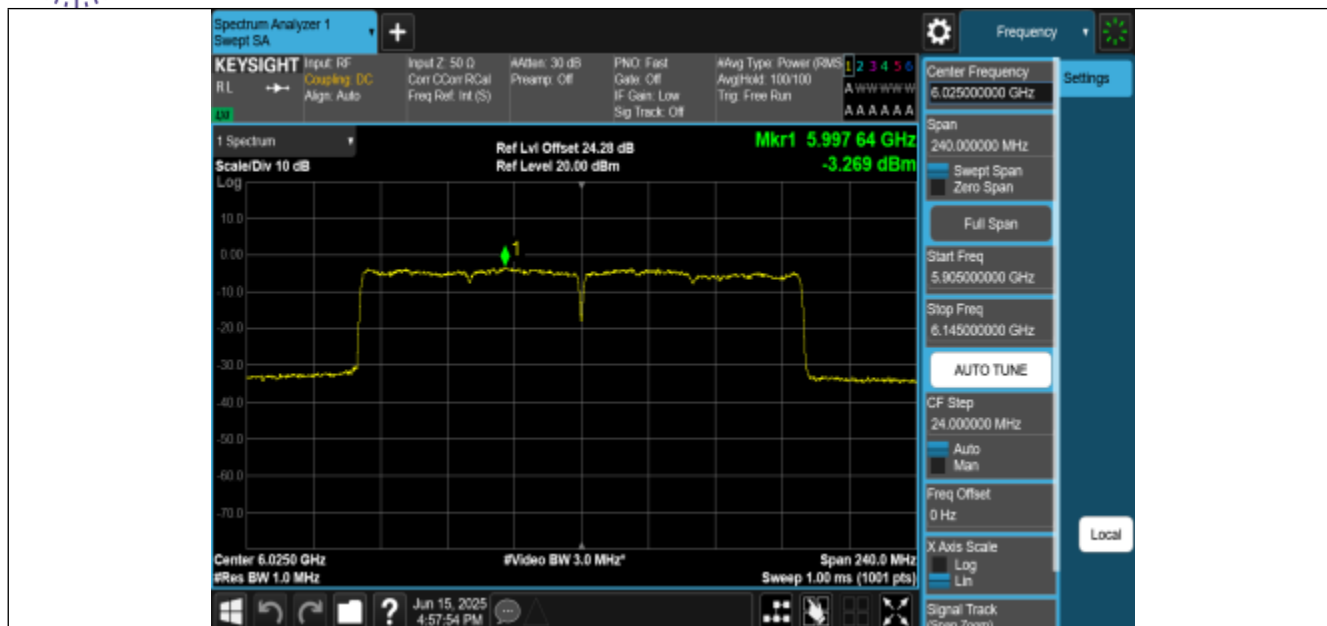 Spectrum Analyzer 1
Swept SA
+
Frequency
KEYSIGHT
RL
Input: RF
Coupling: DC
Align: Auto
Input Z: 50 Ω
Corr CCorr RCal
Freq Ref: Int (S)
#Atten: 30 dB
Preamp: Off
PNO: Fast
Gate: Off
IF Gain: Low
Sig Track: Off
#Avg Type: Power (RMS
Avg|Hold: 100/100
Trig: Free Run
1 2 3 4 5 6
A W W W W W
A A A A A A
1 Spectrum
Scale/Div 10 dB
Log
Ref Lvl Offset 24.28 dB
Ref Level 20.00 dBm
Mkr1 5.997 64 GHz
-3.269 dBm
10.0
0.00
-10.0
-20.0
-30.0
-40.0
-50.0
-60.0
-70.0
1
Center 6.0250 GHz
#Res BW 1.0 MHz
#Video BW 3.0 MHz*
Span 240.0 MHz
Sweep 1.00 ms (1001 pts)
Center Frequency
6.025000000 GHz
Settings
Span
240.000000 MHz
Swept Span
Zero Span
Full Span
Start Freq
5.905000000 GHz
Stop Freq
6.145000000 GHz
AUTO TUNE
CF Step
24.000000 MHz
Auto
Man
Freq Offset
0 Hz
X Axis Scale
Log
Lin
Local
Signal Track
(Span Zoom)
?
Jun 15, 2025
4:57:54 PM